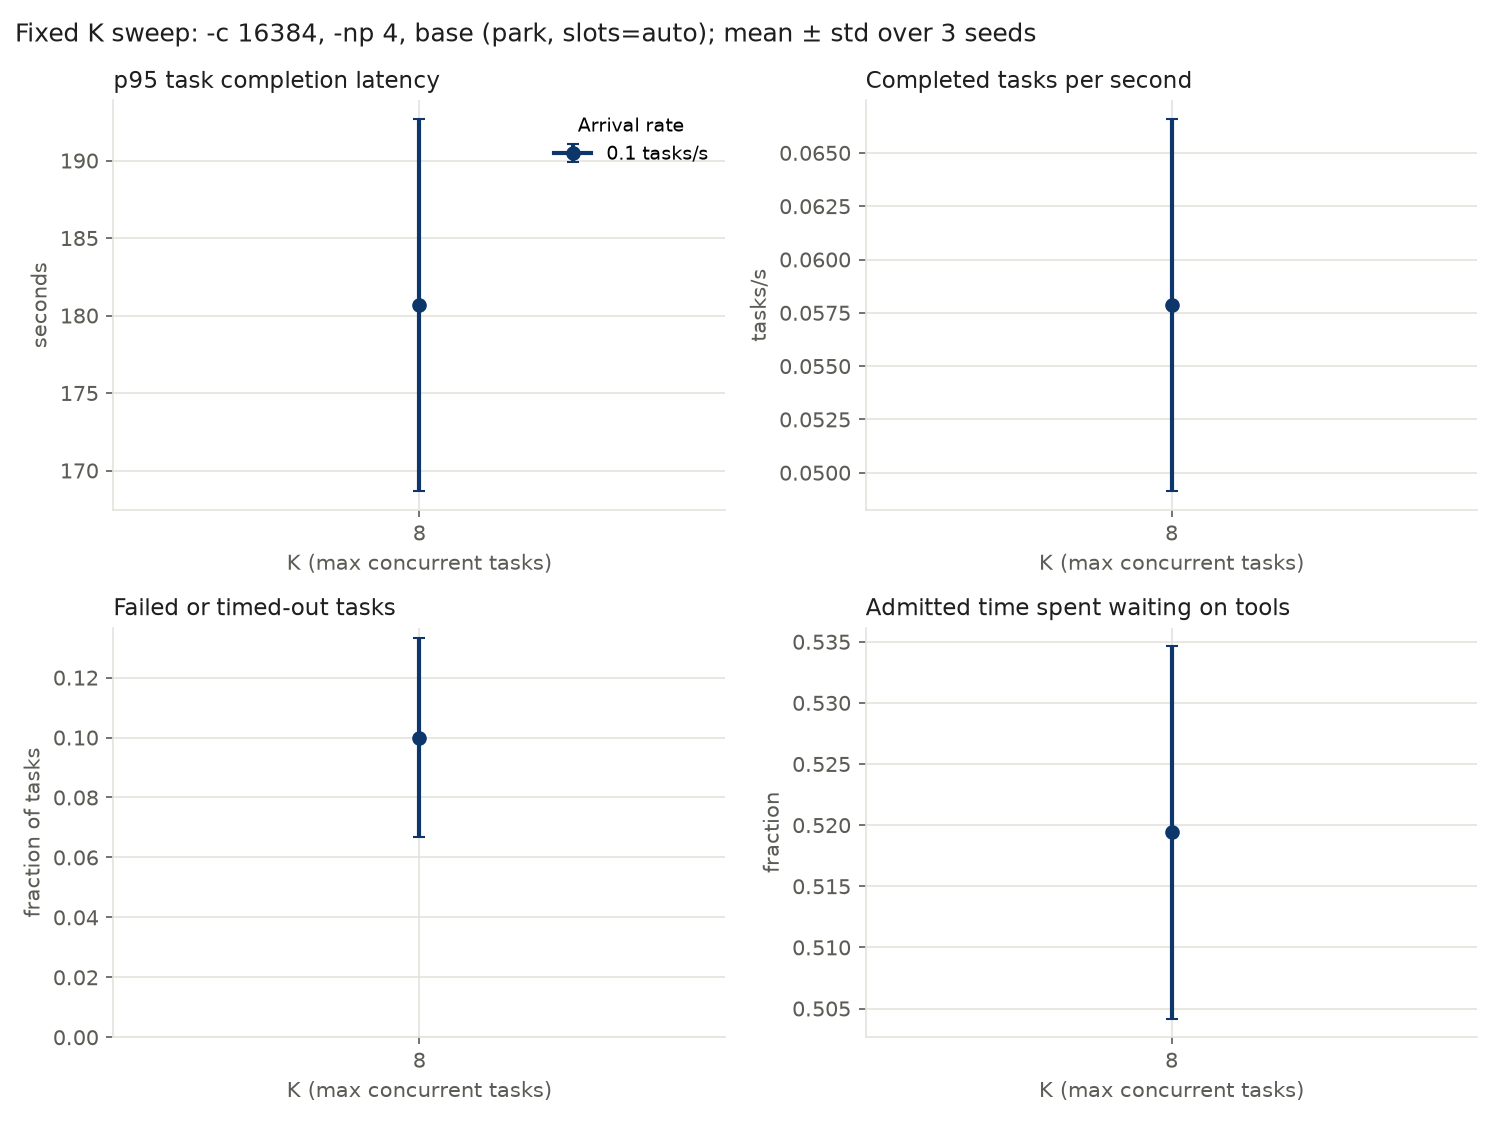 Fixed K sweep: -c 16384, -np 4, base (park, slots=auto); mean ± std over 3 seeds
p95 task completion latency
Arrival rate
0.1 tasks/s
190
185
180
175
170
seconds
8
K (max concurrent tasks)
Completed tasks per second
0.0650
0.0625
0.0600
0.0575
0.0550
0.0525
0.0500
tasks/s
8
K (max concurrent tasks)
Failed or timed-out tasks
0.12
0.10
0.08
0.06
0.04
0.02
0.00
fraction of tasks
8
K (max concurrent tasks)
Admitted time spent waiting on tools
0.535
0.530
0.525
0.520
0.515
0.510
0.505
fraction
8
K (max concurrent tasks)